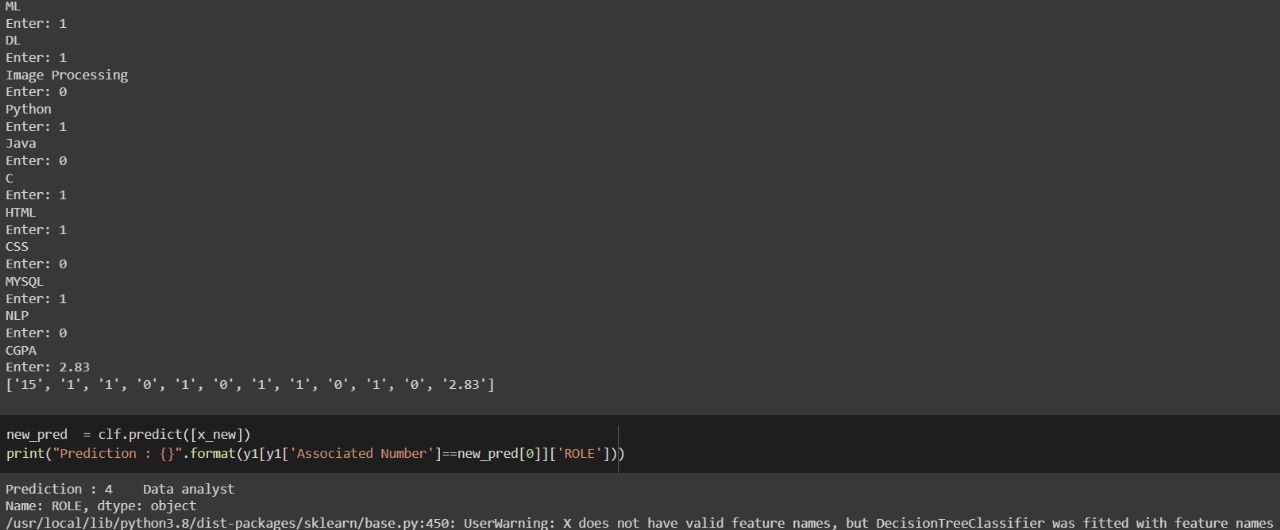 ML
Enter: 1
DL
Enter: 1
Image Processing
Enter: 0
Python
Enter: 1
Java
Enter: 0
C
Enter: 1
HTML
Enter: 1
CSS
Enter: 0
MYSQL
Enter: 1
NLP
Enter: 0
CGPA
Enter: 2.83
['15', '1', '1', '0', '1', '0', '1', '1', '0', '1', '0', '2.83']
new_pred  = clf.predict([x_new])
print("Prediction : {}".format(y1[y1['Associated Number']==new_pred[0]]['ROLE']))
Prediction : 4    Data analyst
Name: ROLE, dtype: object
/usr/local/lib/python3.8/dist-packages/sklearn/base.py:450: UserWarning: X does not have valid feature names, but DecisionTreeClassifier was fitted with feature names